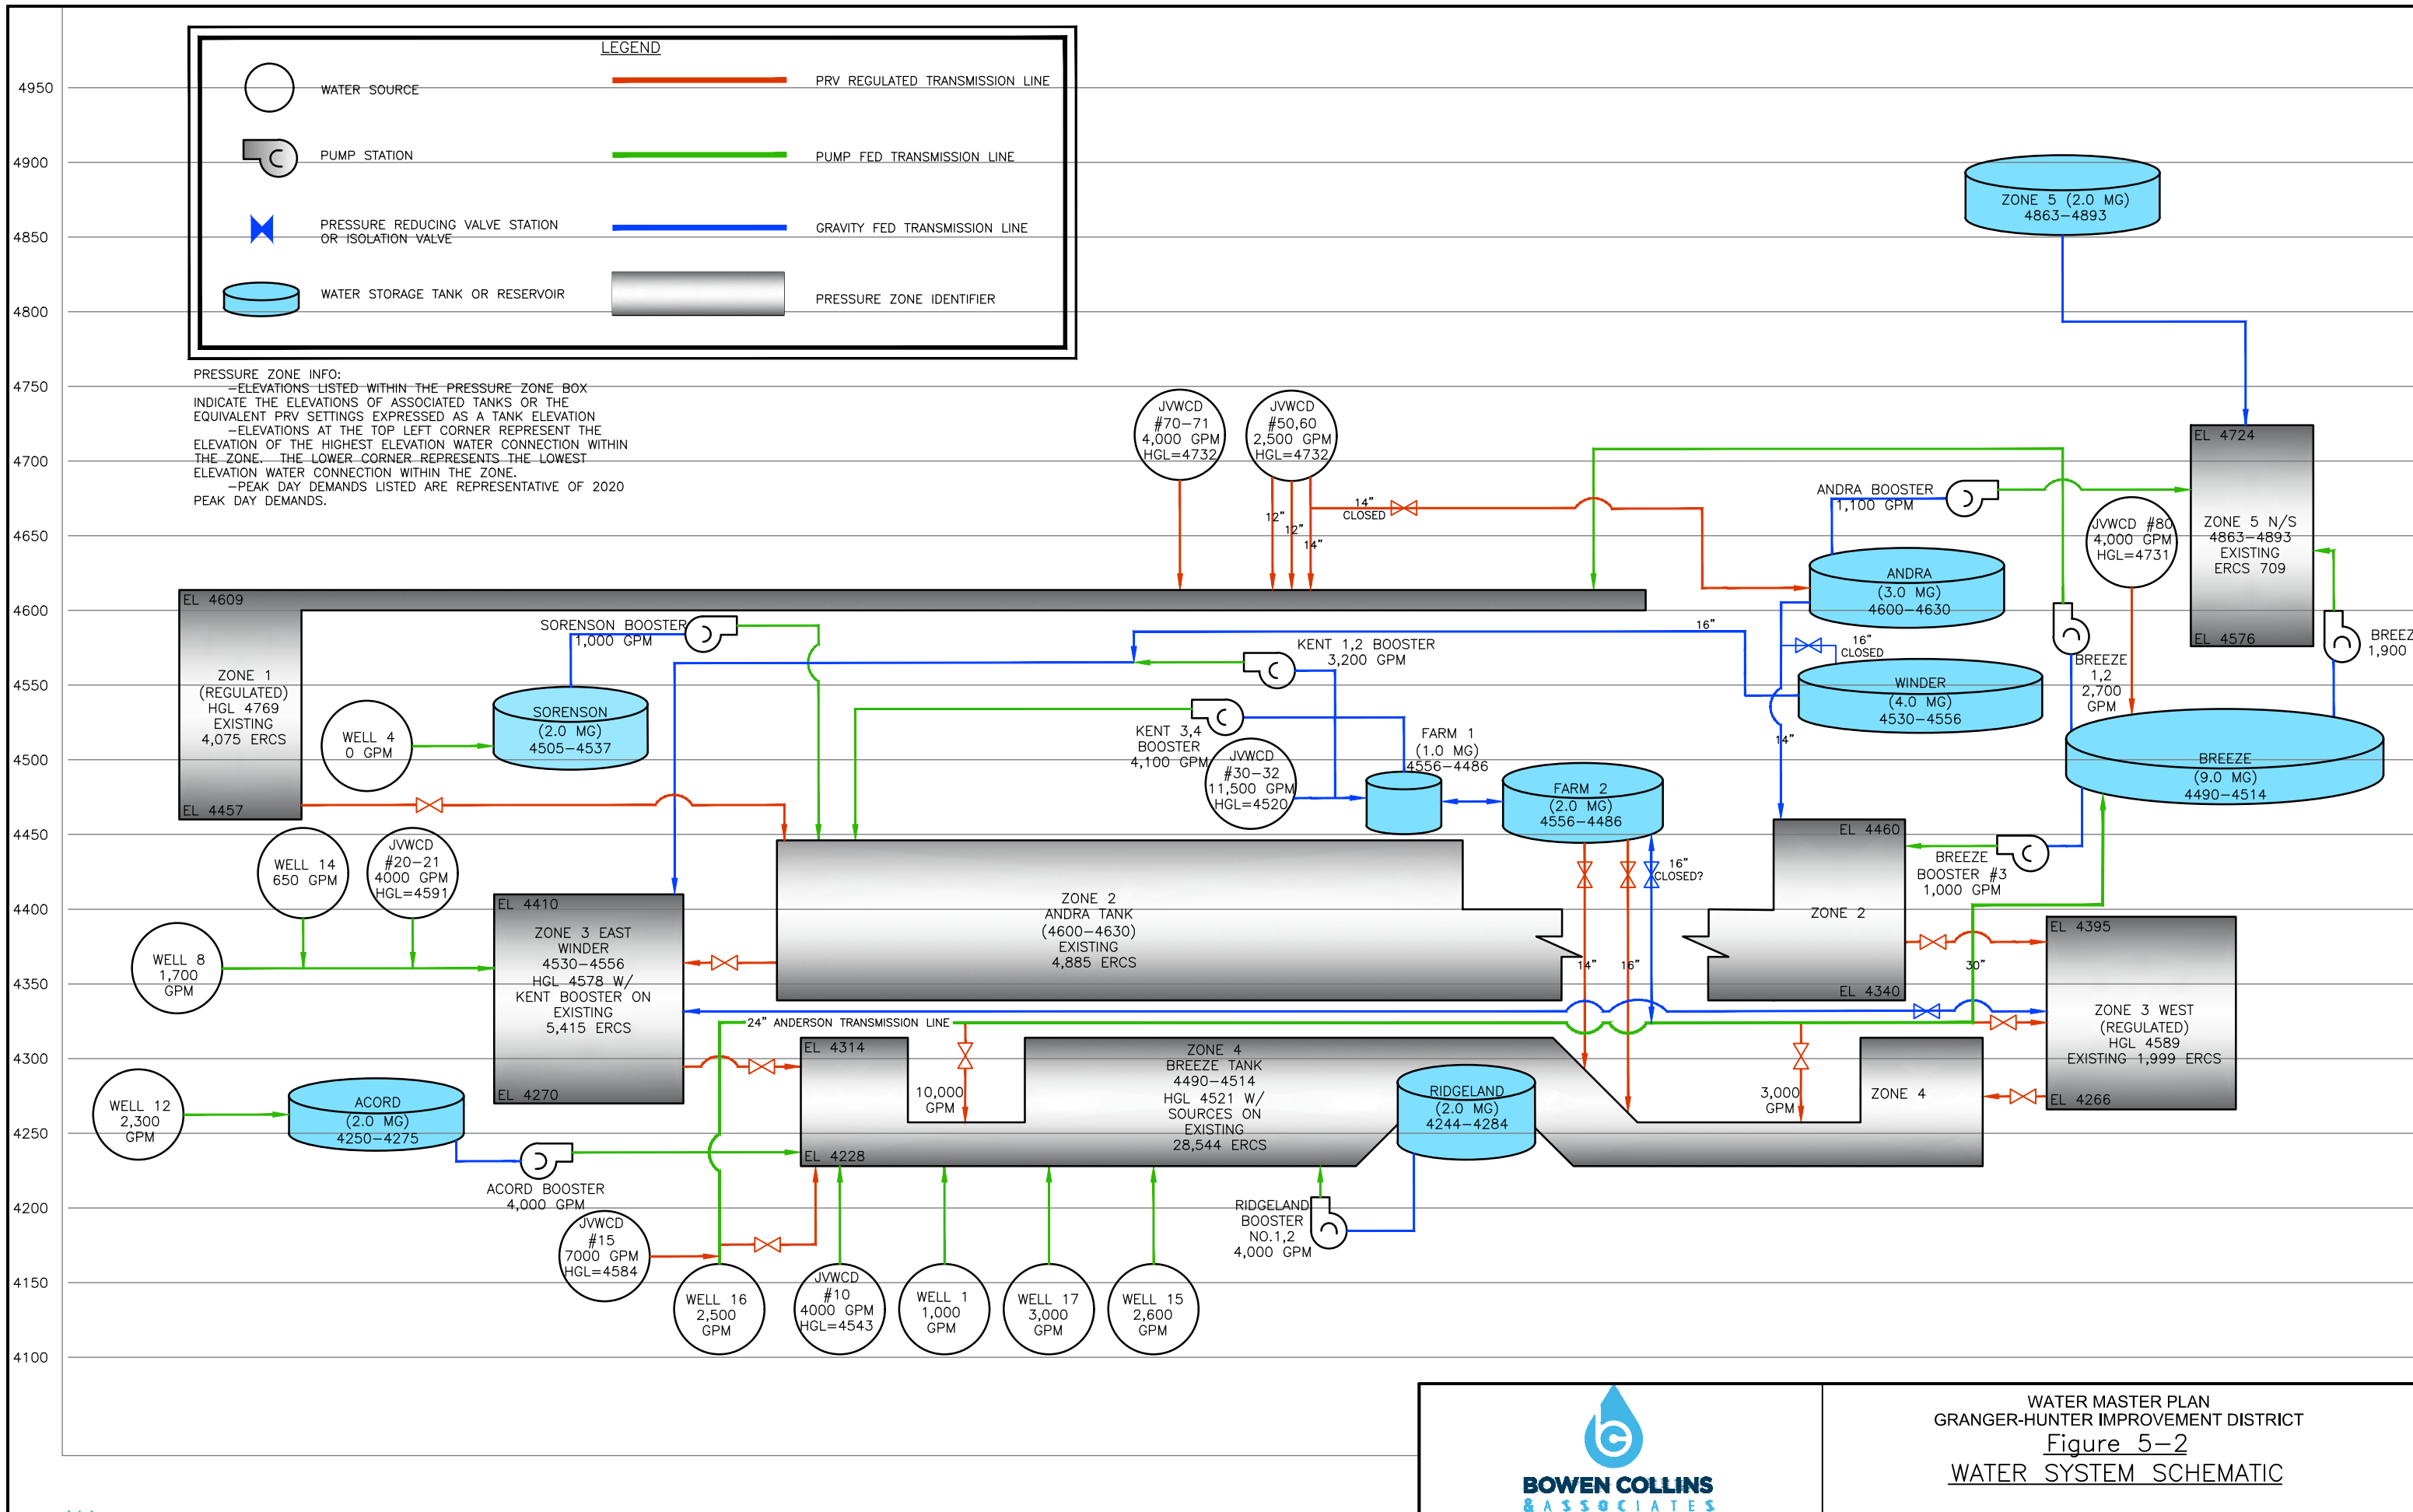 LEGEND
WATER SOURCE
PRV REGULATED TRANSMISSION LINE
PUMP STATION
PUMP FED TRANSMISSION LINE
PRESSURE REDUCING VALVE STATION
OR ISOLATION VALVE
GRAVITY FED TRANSMISSION LINE
WATER STORAGE TANK OR RESERVOIR
PRESSURE ZONE IDENTIFIER
4950
4900
4850
4800
4750
4700
4650
4600
4550
4500
4450
4400
4350
4300
4250
4200
4150
4100
PRESSURE ZONE INFO:
-ELEVATIONS LISTED WITHIN THE PRESSURE ZONE BOX
INDICATE THE ELEVATIONS OF ASSOCIATED TANKS OR THE
EQUIVALENT PRV SETTINGS EXPRESSED AS A TANK ELEVATION
-ELEVATIONS AT THE TOP LEFT CORNER REPRESENT THE
ELEVATION OF THE HIGHEST ELEVATION WATER CONNECTION WITHIN
THE ZONE. THE LOWER CORNER REPRESENTS THE LOWEST
ELEVATION WATER CONNECTION WITHIN THE ZONE.
-PEAK DAY DEMANDS LISTED ARE REPRESENTATIVE OF 2020
PEAK DAY DEMANDS.
ZONE 5 (2.0 MG)
4863-4893
JVWCD
#70-71
4,000 GPM
HGL=4732
JVWCD
#50,60
2,500 GPM
HGL=4732
12"
12"
14"
14"
CLOSED
ANDRA BOOSTER
1,100 GPM
JVWCD #80
4,000 GPM
HGL=4731
EL 4724
ZONE 5 N/S
4863-4893
EXISTING
ERCS 709
EL 4576
ANDRA
(3.0 MG)
4600-4630
16"
CLOSED
WINDER
(4.0 MG)
4530-4556
BREEZE
1,2
2,700
GPM
BREEZ
1,900
BREEZE
(9.0 MG)
4490-4514
EL 4609
ZONE 1
(REGULATED)
HGL 4769
EXISTING
4,075 ERCS
EL 4457
SORENSON BOOSTER
1,000 GPM
SORENSON
(2.0 MG)
4505-4537
WELL 4
0 GPM
16"
KENT 1,2 BOOSTER
3,200 GPM
KENT 3,4
BOOSTER
4,100 GPM
JVWCD
#30-32
11,500 GPM
HGL=4520
FARM 1
(1.0 MG)
4556-4486
FARM 2
(2.0 MG)
4556-4486
14"
16"
CLOSED?
WELL 14
650 GPM
JVWCD
#20-21
4000 GPM
HGL=4591
WELL 8
1,700
GPM
EL 4410
ZONE 3 EAST
WINDER
4530-4556
HGL 4578 W/
KENT BOOSTER ON
EXISTING
5,415 ERCS
EL 4270
ZONE 2
ANDRA TANK
(4600-4630)
EXISTING
4,885 ERCS
14"
16"
EL 4460
ZONE 2
EL 4340
BREEZE
BOOSTER #3
1,000 GPM
30"
EL 4395
ZONE 3 WEST
(REGULATED)
HGL 4589
EXISTING 1,999 ERCS
EL 4266
24" ANDERSON TRANSMISSION LINE
EL 4314
10,000
GPM
ZONE 4
BREEZE TANK
4490-4514
HGL 4521 W/
SOURCES ON
EXISTING
28,544 ERCS
EL 4228
RIDGELAND
(2.0 MG)
4244-4284
3,000
GPM
ZONE 4
WELL 12
2,300
GPM
ACORD
(2.0 MG)
4250-4275
ACORD BOOSTER
4,000 GPM
JVWCD
#15
7000 GPM
HGL=4584
RIDGELAND
BOOSTER
NO.1,2
4,000 GPM
WELL 16
2,500
GPM
JVWCD
#10
4000 GPM
HGL=4543
WELL 1
1,000
GPM
WELL 17
3,000
GPM
WELL 15
2,600
GPM
BOWEN COLLINS
& ASSOCIATES
WATER MASTER PLAN
GRANGER-HUNTER IMPROVEMENT DISTRICT
Figure 5-2
WATER SYSTEM SCHEMATIC